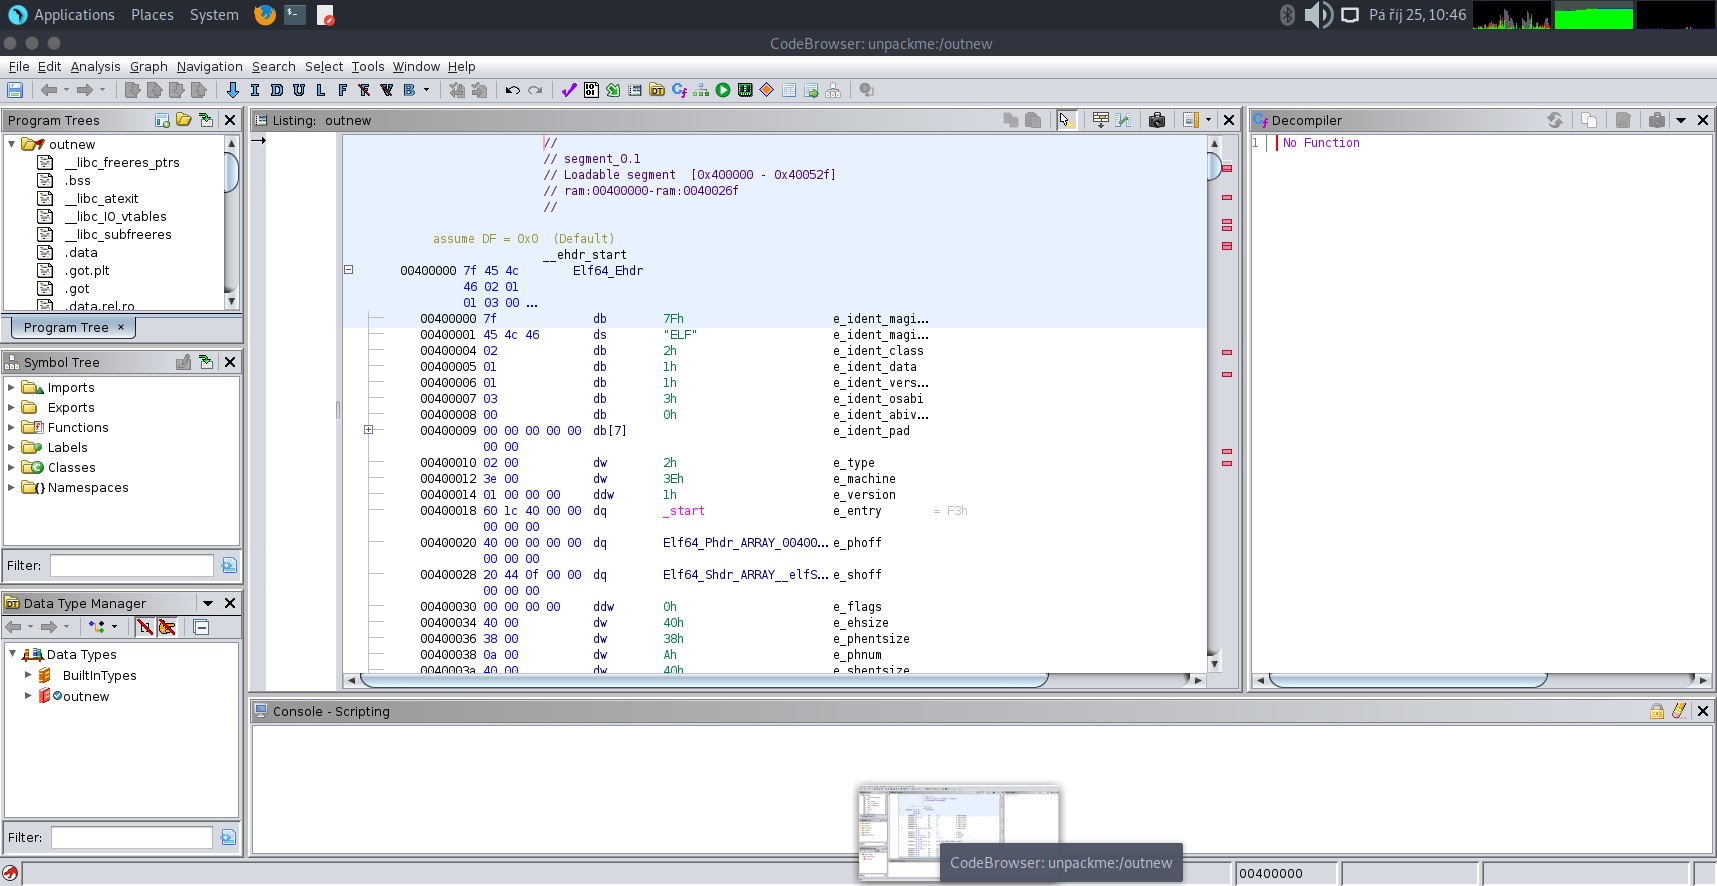 Applications Places System
Pá říj 25, 10:46
CodeBrowser: unpackme:/outnew
File Edit Analysis Graph Navigation Search Select Tools Window Help
I D U L F F V B
Program Trees
outnew
__libc_freeres_ptrs
.bss
__libc_atexit
__libc_IO_vtables
__libc_subfreeres
.data
.got.plt
.got
.data.rel.ro
Program Tree ×
Symbol Tree
Imports
Exports
Functions
Labels
Classes
Namespaces
Filter:
Data Type Manager
Data Types
BuiltInTypes
outnew
Filter:
Listing: outnew
//
// segment_0.1
// Loadable segment [0x400000 - 0x40052f]
// ram:00400000-ram:0040026f
//
assume DF = 0x0 (Default)
__ehdr_start
00400000 7f 45 4c Elf64_Ehdr
46 02 01
01 03 00 ...
00400000 7f db 7Fh e_ident_magi...
00400001 45 4c 46 ds "ELF" e_ident_magi...
00400004 02 db 2h e_ident_class
00400005 01 db 1h e_ident_data
00400006 01 db 1h e_ident_vers...
00400007 03 db 3h e_ident_osabi
00400008 00 db 0h e_ident_abiv...
00400009 00 00 00 00 00 db[7] e_ident_pad
00 00
00400010 02 00 dw 2h e_type
00400012 3e 00 dw 3Eh e_machine
00400014 01 00 00 00 ddw 1h e_version
00400018 60 1c 40 00 00 dq _start e_entry = F3h
00 00 00
00400020 40 00 00 00 00 dq Elf64_Phdr_ARRAY_00400... e_phoff
00 00 00
00400028 20 44 0f 00 00 dq Elf64_Shdr_ARRAY__elfS... e_shoff
00 00 00
00400030 00 00 00 00 ddw 0h e_flags
00400034 40 00 dw 40h e_ehsize
00400036 38 00 dw 38h e_phentsize
00400038 0a 00 dw Ah e_phnum
0040003a 40 00 dw 40h e_shentsize
Decompiler
1 No Function
Console - Scripting
CodeBrowser: unpackme:/outnew
00400000